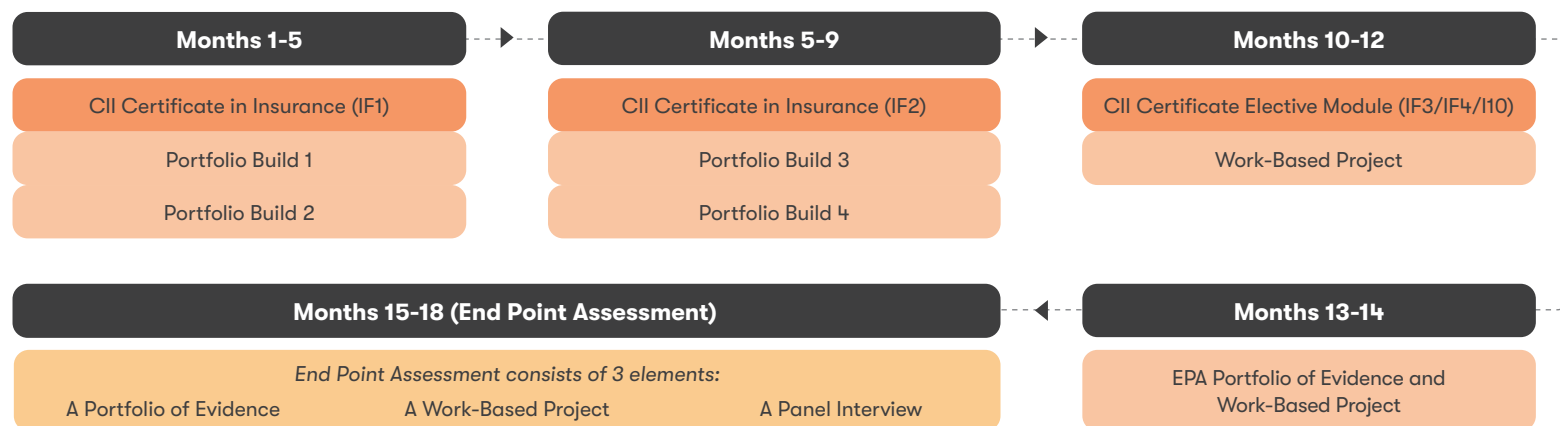 Months 1-5
CII Certificate in Insurance (IF1)
Portfolio Build 1
Portfolio Build 2
Months 5-9
CII Certificate in Insurance (IF2)
Portfolio Build 3
Portfolio Build 4
Months 10-12
CII Certificate Elective Module (IF3/IF4/I10)
Work-Based Project
Months 13-14
EPA Portfolio of Evidence and
Work-Based Project
Months 15-18 (End Point Assessment)
End Point Assessment consists of 3 elements:
A Portfolio of Evidence
A Work-Based Project
A Panel Interview